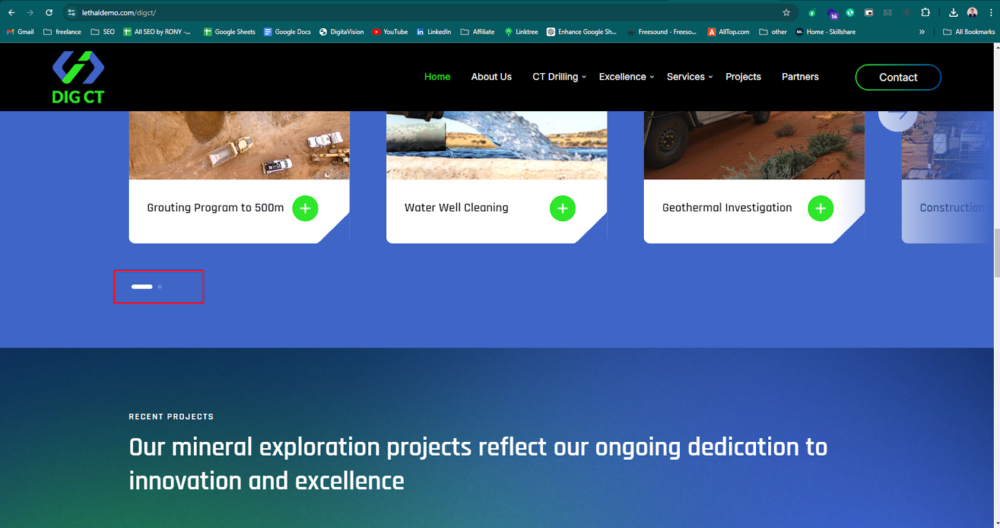 lethaldemo.com/digct/
16
Gmail freelance SEO All SEO by RONY -... Google Sheets Google Docs DigitaVision YouTube LinkedIn Affiliate Linktree Enhance Google Sh... Freesound - Freeso... AllTop.com other Home - Skillshare » All Bookmarks
DIG CT
Home About Us CT Drilling Excellence Services Projects Partners Contact
Grouting Program to 500m Water Well Cleaning Geothermal Investigation Construction
RECENT PROJECTS
Our mineral exploration projects reflect our ongoing dedication to
innovation and excellence